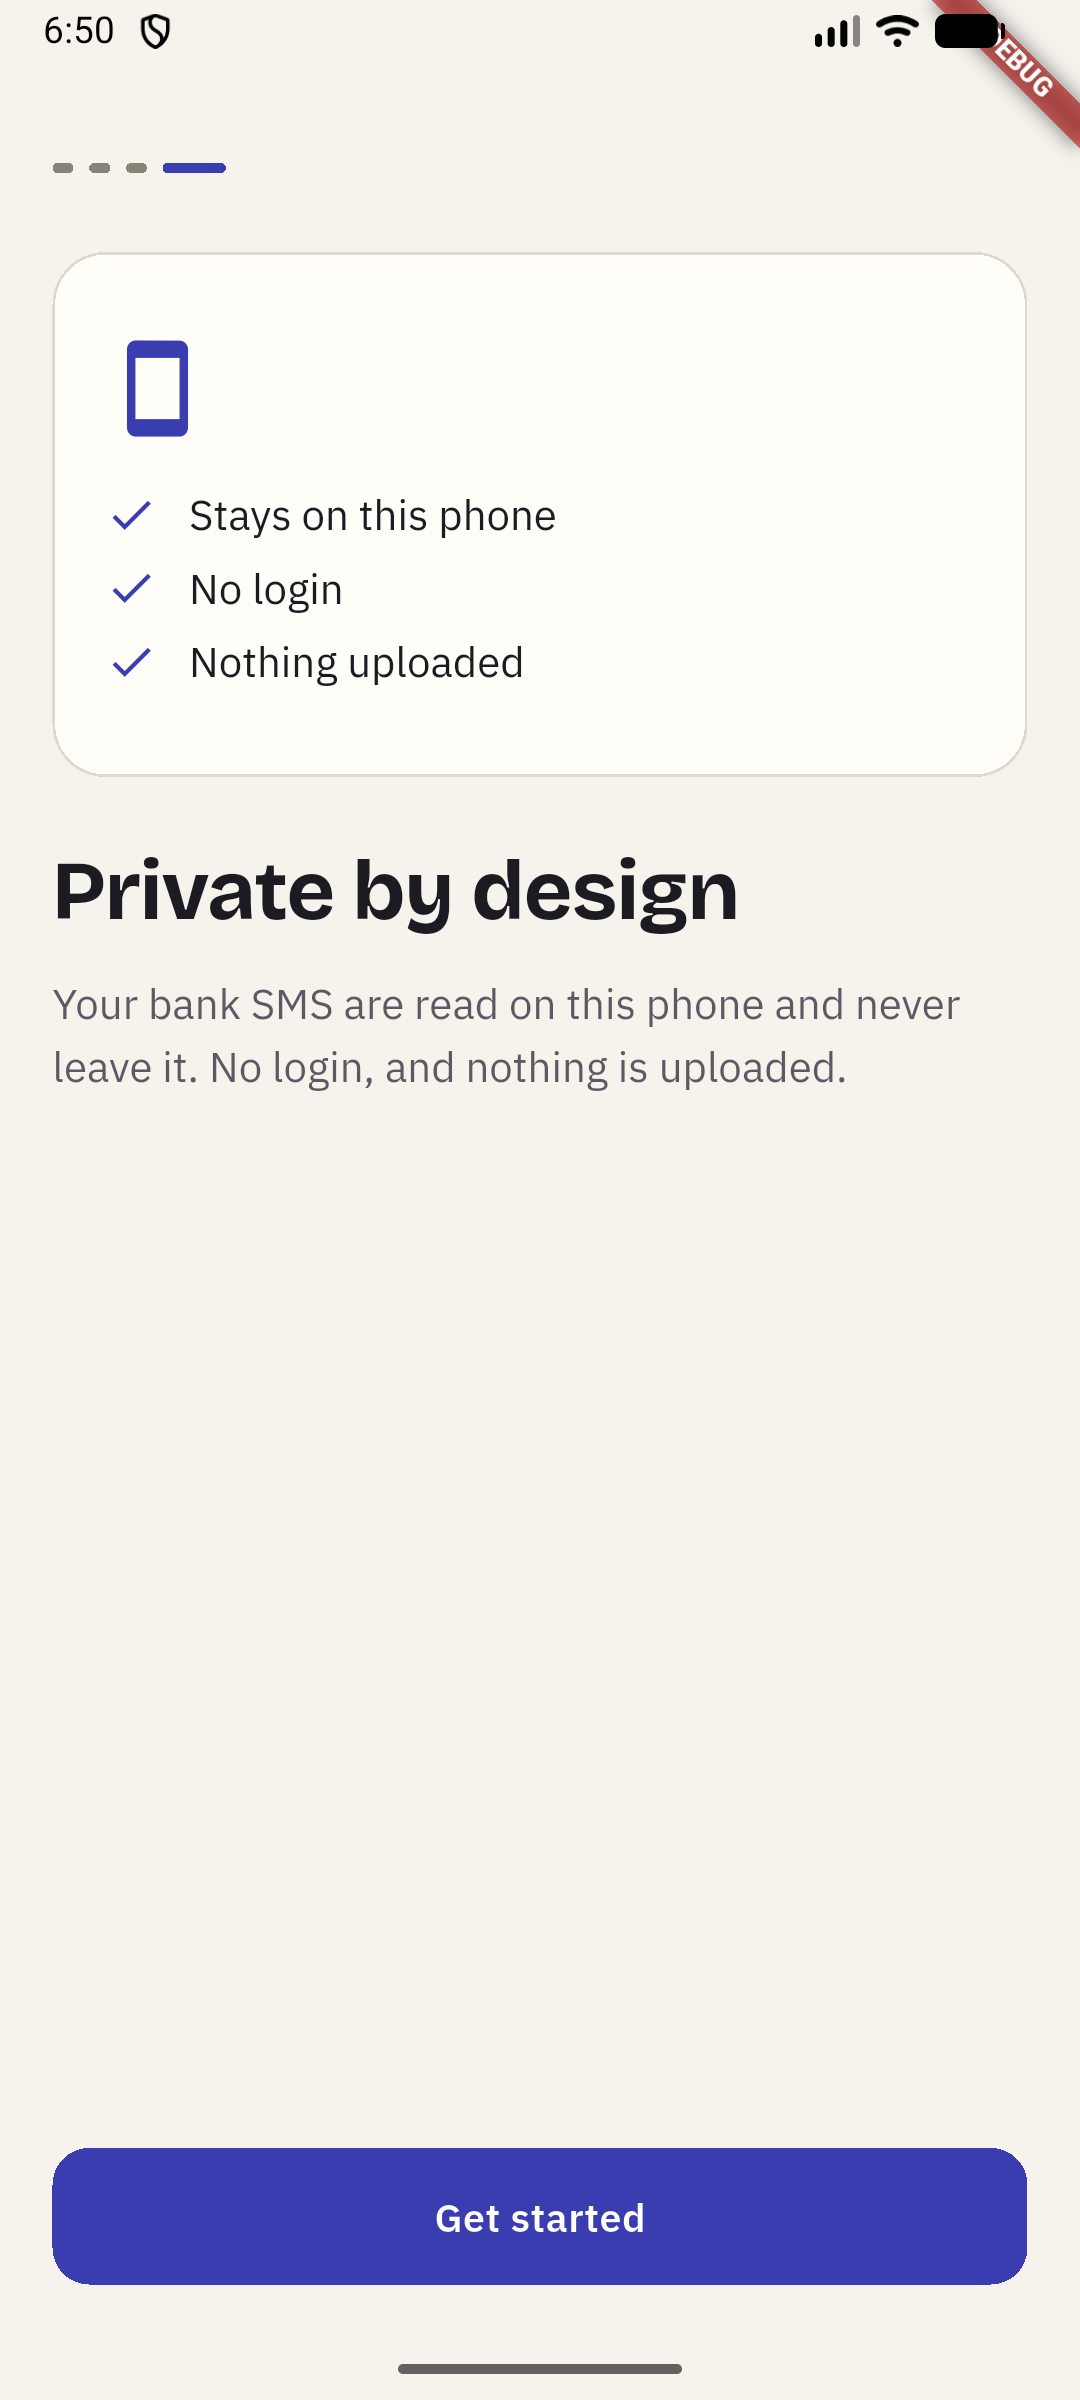 6:50
EBUG
Stays on this phone
No login
Nothing uploaded
Private by design
Your bank SMS are read on this phone and never
leave it. No login, and nothing is uploaded.
Get started